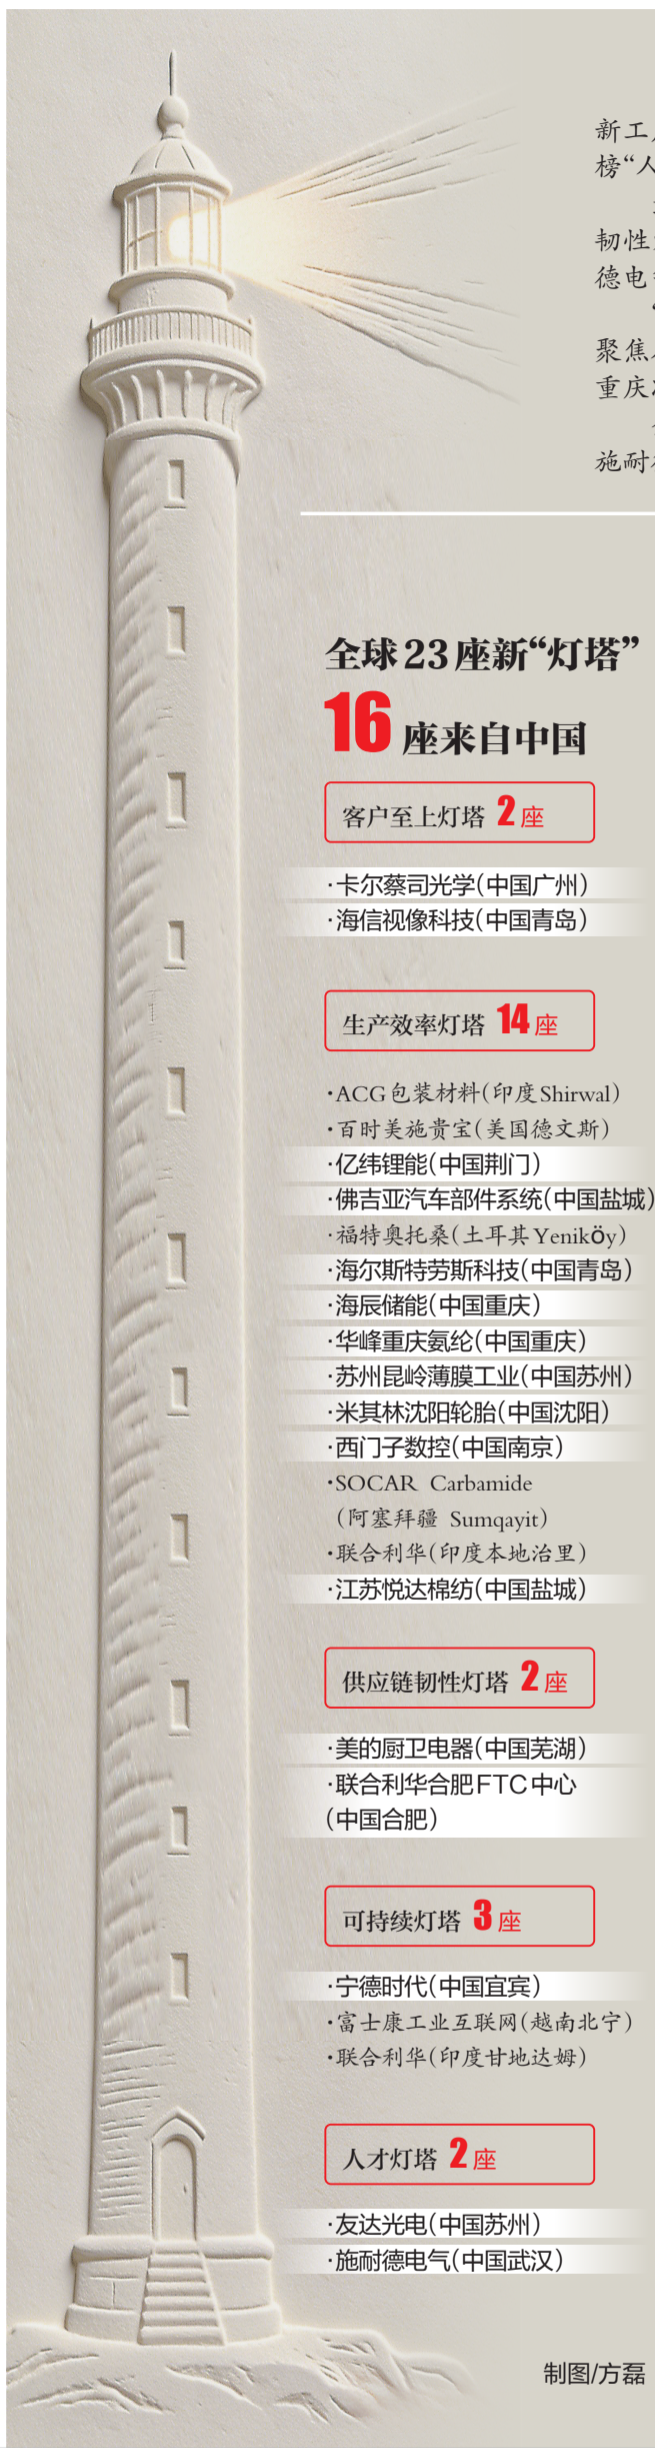 新工
榜“人
韧性
德电
聚焦
重庆
施耐
全球23座新“灯塔”
16座来自中国
客户至上灯塔 2座
·卡尔蔡司光学(中国广州)
·海信视像科技(中国青岛)
生产效率灯塔 14座
·ACG包装材料(印度Shirwal)
·百时美施贵宝(美国德文斯)
·亿纬锂能(中国荆门)
·佛吉亚汽车部件系统(中国盐城)
·福特奥托桑(土耳其Yeniköy)
·海尔斯特劳斯科技(中国青岛)
·海辰储能(中国重庆)
·华峰重庆氨纶(中国重庆)
·苏州昆岭薄膜工业(中国苏州)
·米其林沈阳轮胎(中国沈阳)
·西门子数控(中国南京)
·SOCAR Carbamide
(阿塞拜疆 Sumqayit)
·联合利华(印度本地治里)
·江苏悦达棉纺(中国盐城)
供应链韧性灯塔 2座
·美的厨卫电器(中国芜湖)
·联合利华合肥FTC中心
(中国合肥)
可持续灯塔 3座
·宁德时代(中国宜宾)
·富士康工业互联网(越南北宁)
·联合利华(印度甘地达姆)
人才灯塔 2座
·友达光电(中国苏州)
·施耐德电气(中国武汉)
制图/方磊